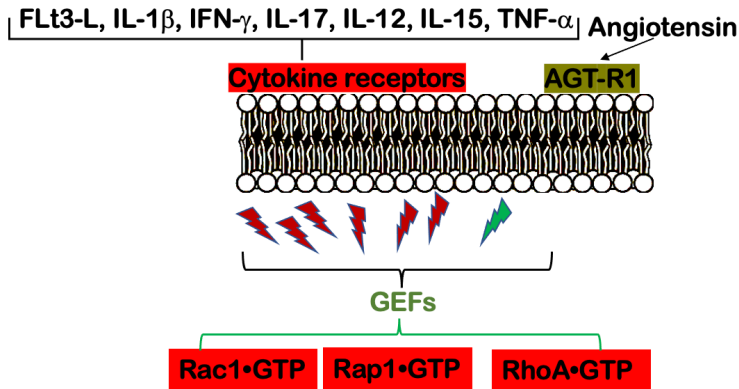 FLt3-L, IL-1β, IFN-γ, IL-17, IL-12, IL-15, TNF-α
Angiotensin
Cytokine receptors
AGT-R1
GEFs
Rac1•GTP
Rap1•GTP
RhoA•GTP